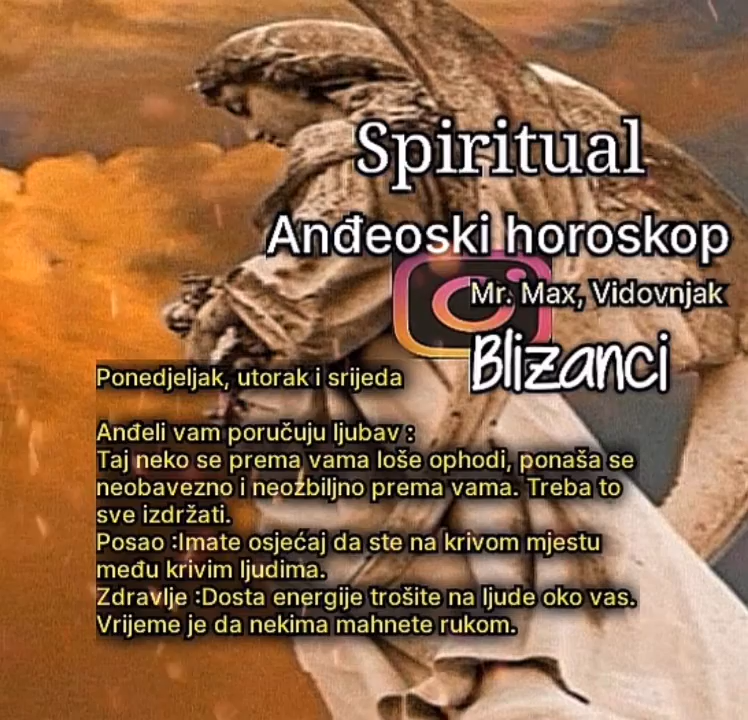 Spiritual
Anđeoski horoskop
Mr. Max, Vidovnjak
Blizanci
Ponedjeljak, utorak i srijeda
Anđeli vam poručuju ljubav :
Taj neko se prema vama loše ophodi, ponaša se
neobavezno i neozbiljno prema vama. Treba to
sve izdržati.
Posao :Imate osjećaj da ste na krivom mjestu
među krivim ljudima.
Zdravlje :Dosta energije trošite na ljude oko vas.
Vrijeme je da nekima mahnete rukom.